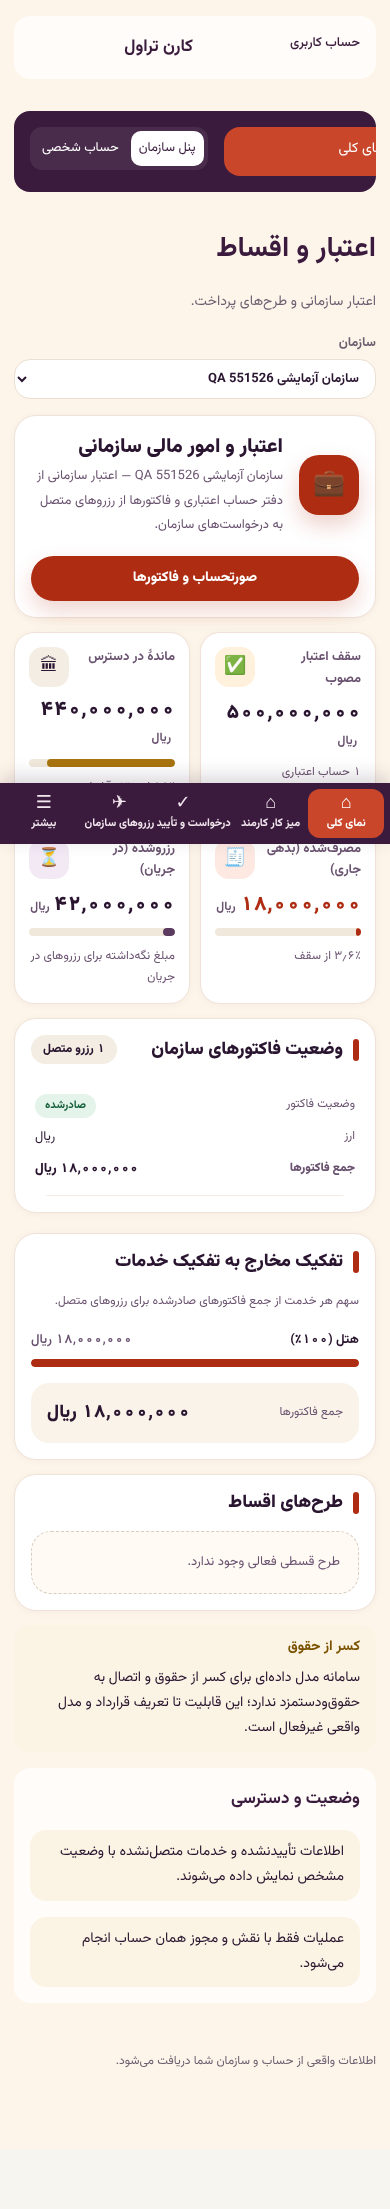 حساب کاربری
کارن تراول
پنل سازمان
حساب شخصی
اعتبار و اقساط
اعتبار سازمانی و طرح‌های پرداخت.
سازمان
سازمان آزمایشی QA 551526
اعتبار و امور مالی سازمانی
سازمان آزمایشی QA 551526 — اعتبار سازمانی از
دفتر حساب اعتباری و فاکتورها از رزروهای متصل
به درخواست‌های سازمان.
صورتحساب و فاکتورها
سقف اعتبار
مصوب
۵۰۰,۰۰۰,۰۰۰
ریال
۱ حساب اعتباری
ماندهٔ در دسترس
۴۴۰,۰۰۰,۰۰۰
ریال
نمای کلی
میز کار کارمند
درخواست و تأیید
رزروهای سازمان
بیشتر
مصرف‌شده (بدهی
جاری)
۱۸,۰۰۰,۰۰۰ ریال
۳٫۶٪ از سقف
رزروشده (در
جریان)
۴۲,۰۰۰,۰۰۰ ریال
مبلغ نگه‌داشته برای رزروهای در
جریان
وضعیت فاکتورهای سازمان
۱ رزرو متصل
وضعیت فاکتور
صادرشده
ارز
ریال
جمع فاکتورها
۱۸,۰۰۰,۰۰۰ ریال
تفکیک مخارج به تفکیک خدمات
سهم هر خدمت از جمع فاکتورهای صادرشده برای رزروهای متصل.
هتل (۱۰۰٪)
۱۸,۰۰۰,۰۰۰ ریال
جمع فاکتورها
۱۸,۰۰۰,۰۰۰ ریال
طرح‌های اقساط
طرح قسطی فعالی وجود ندارد.
کسر از حقوق
سامانه مدل داده‌ای برای کسر از حقوق و اتصال به
حقوق‌ودستمزد ندارد؛ این قابلیت تا تعریف قرارداد و مدل
واقعی غیرفعال است.
وضعیت و دسترسی
اطلاعات تأییدنشده و خدمات متصل‌نشده با وضعیت
مشخص نمایش داده می‌شوند.
عملیات فقط با نقش و مجوز همان حساب انجام
می‌شود.
اطلاعات واقعی از حساب و سازمان شما دریافت می‌شود.